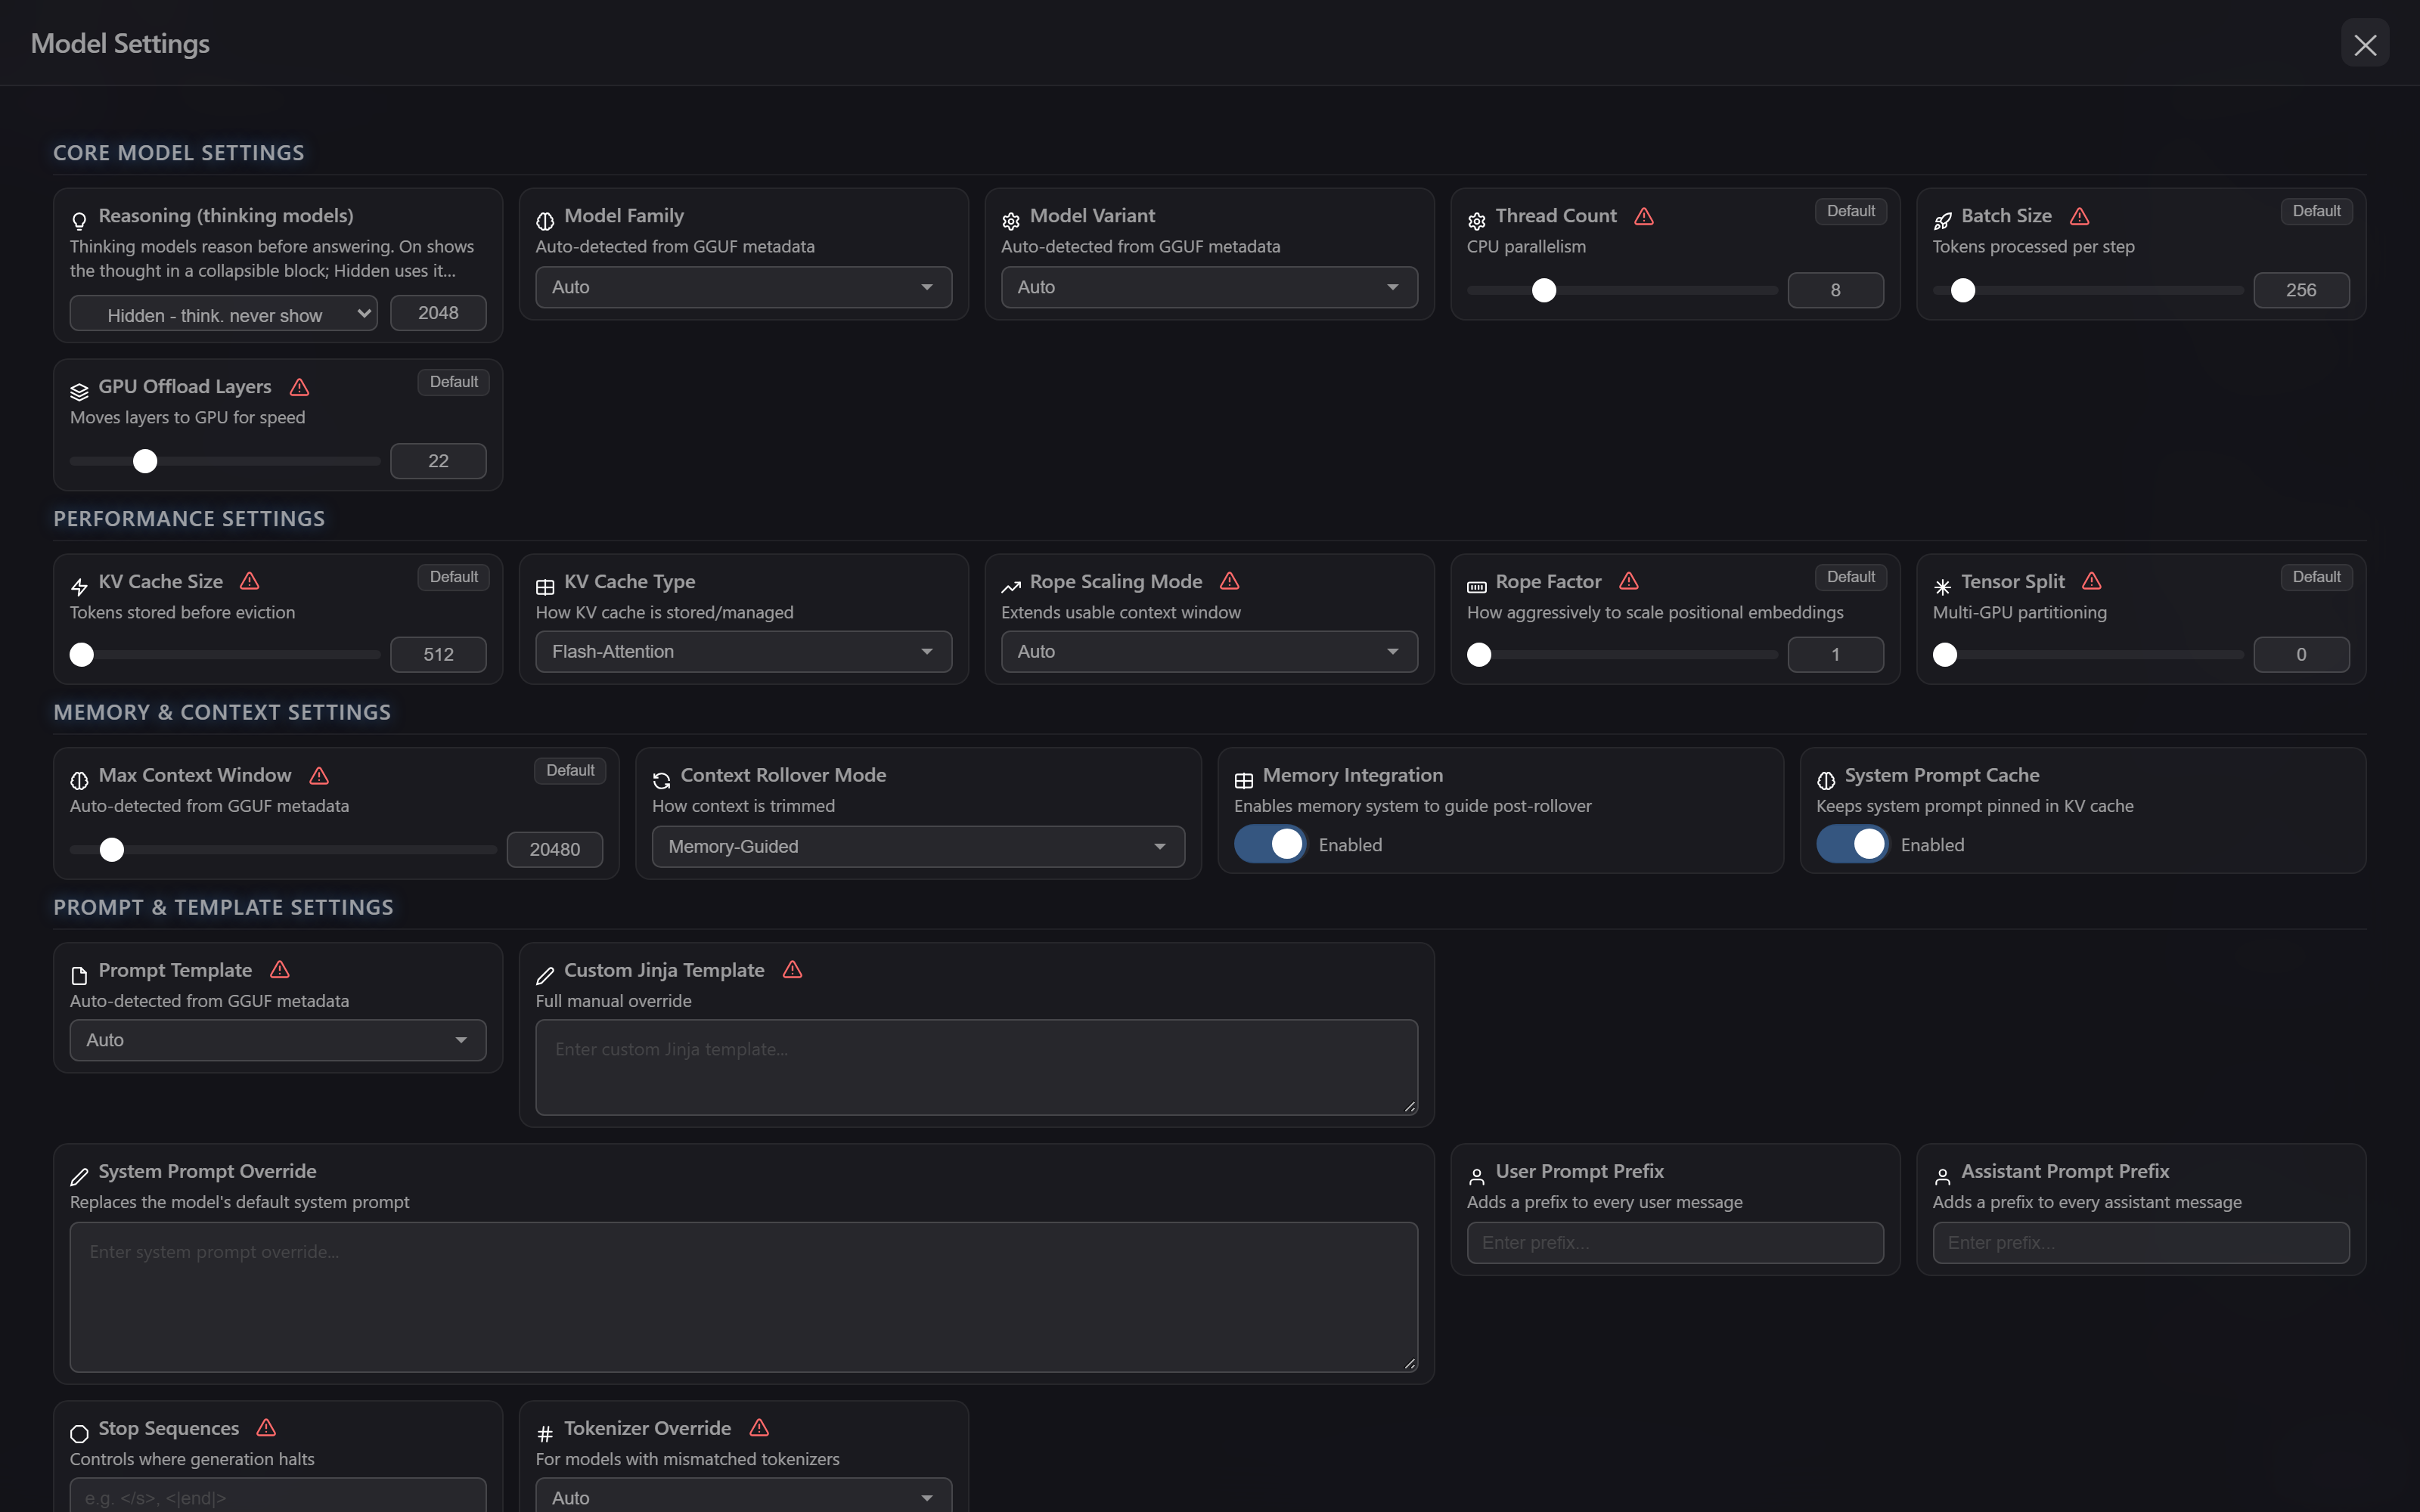 Model Settings
CORE MODEL SETTINGS
Reasoning (thinking models)
Thinking models reason before answering. On shows
the thought in a collapsible block; Hidden uses it...
Hidden - think. never show
2048
Model Family
Auto-detected from GGUF metadata
Auto
Model Variant
Auto-detected from GGUF metadata
Auto
Thread Count
Default
CPU parallelism
8
Batch Size
Default
Tokens processed per step
256
GPU Offload Layers
Default
Moves layers to GPU for speed
22
PERFORMANCE SETTINGS
KV Cache Size
Default
Tokens stored before eviction
512
KV Cache Type
How KV cache is stored/managed
Flash-Attention
Rope Scaling Mode
Extends usable context window
Auto
Rope Factor
Default
How aggressively to scale positional embeddings
1
Tensor Split
Default
Multi-GPU partitioning
0
MEMORY & CONTEXT SETTINGS
Max Context Window
Default
Auto-detected from GGUF metadata
20480
Context Rollover Mode
How context is trimmed
Memory-Guided
Memory Integration
Enables memory system to guide post-rollover
Enabled
System Prompt Cache
Keeps system prompt pinned in KV cache
Enabled
PROMPT & TEMPLATE SETTINGS
Prompt Template
Auto-detected from GGUF metadata
Auto
Custom Jinja Template
Full manual override
Enter custom Jinja template...
System Prompt Override
Replaces the model's default system prompt
Enter system prompt override...
User Prompt Prefix
Adds a prefix to every user message
Enter prefix...
Assistant Prompt Prefix
Adds a prefix to every assistant message
Enter prefix...
Stop Sequences
Controls where generation halts
e.g. </s>, <|end|>
Tokenizer Override
For models with mismatched tokenizers
Auto